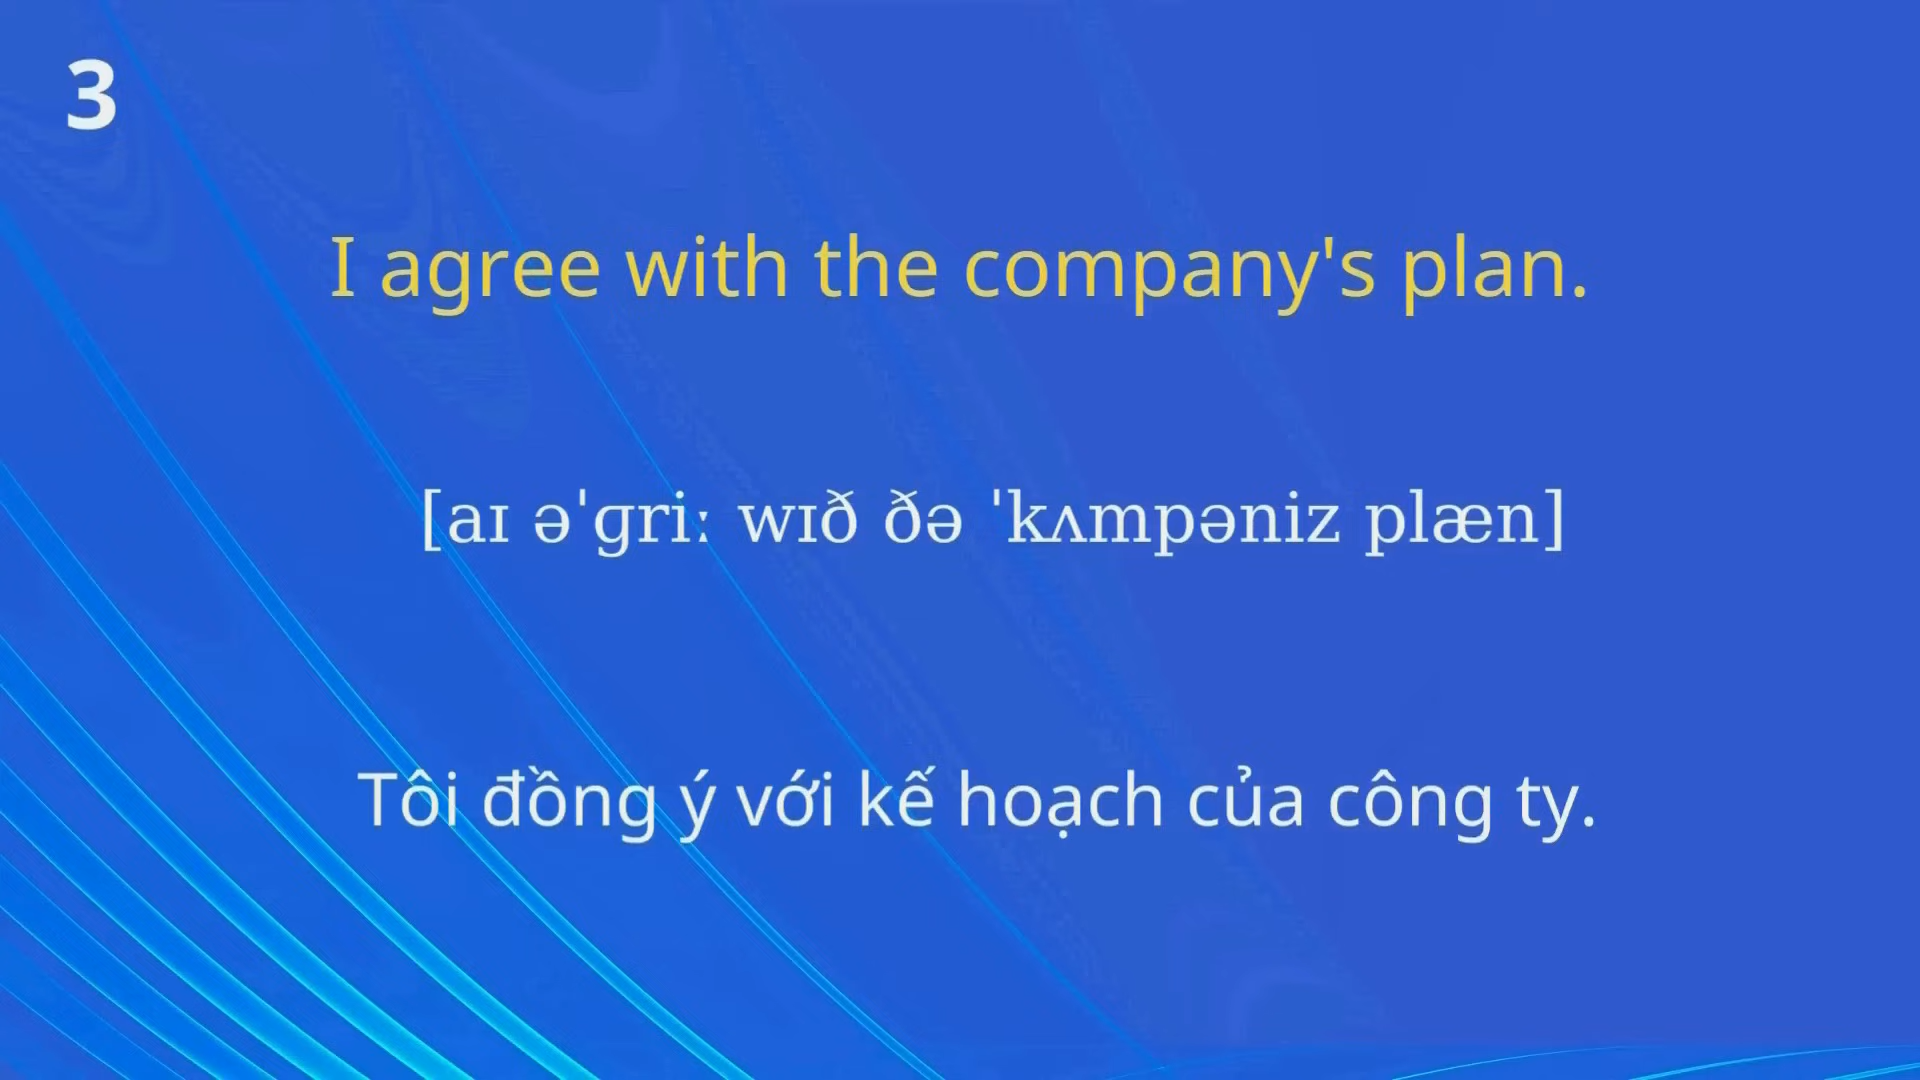 3
I agree with the company's plan.
[aɪ əˈɡriː wɪð ðə ˈkʌmpəniz plæn]
Tôi đồng ý với kế hoạch của công ty.